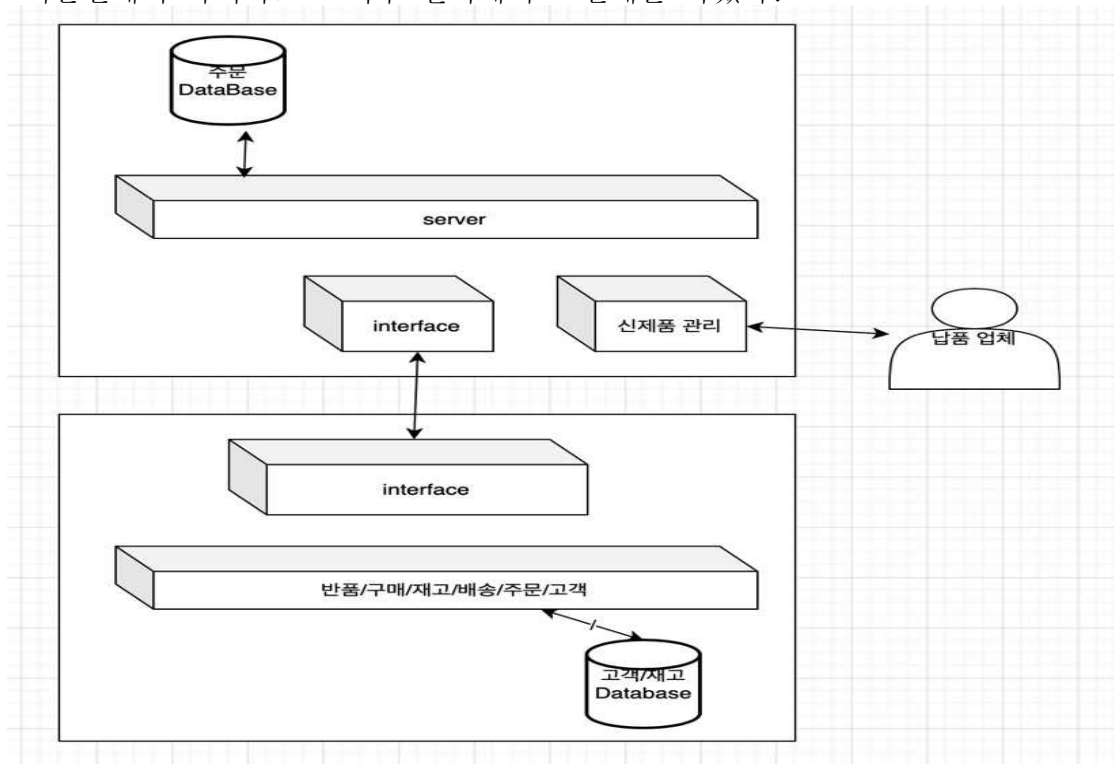 주문
DataBase
server
interface
신제품 관리
납품 업체
interface
반품/구매/재고/배송/주문/고객
고객/재고
Database